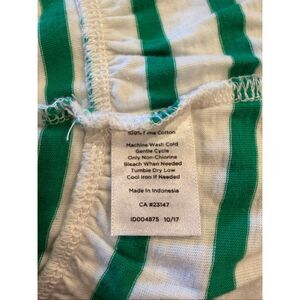 100% Pima Cotton
Machine Wash Cold
Gentle Cycle
Only Non-Chlorine
Bleach When Needed
Tumble Dry Low
Cool Iron If Needed
Made In Indonesia
CA #23147
ID004875 10/17